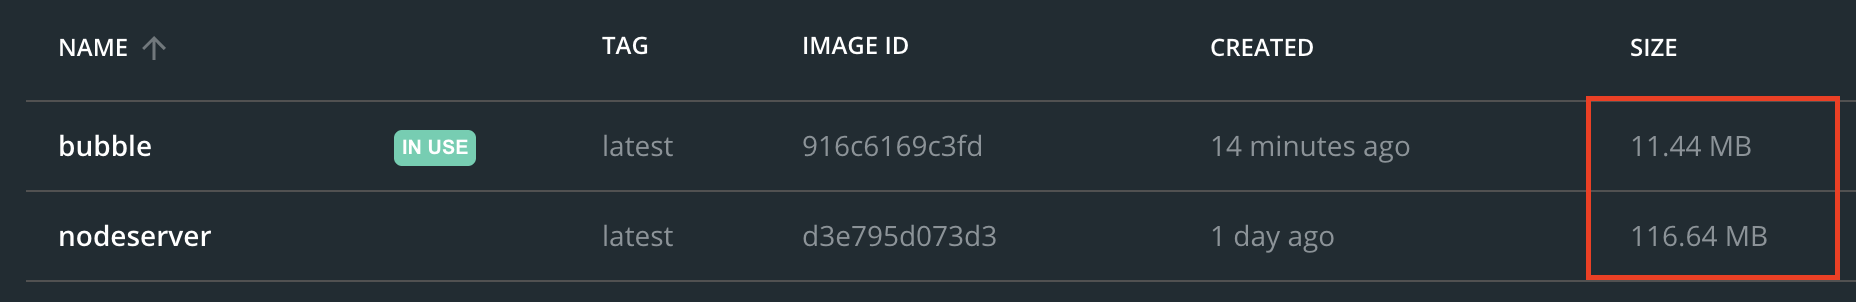 NAME TAG IMAGE ID CREATED SIZE
bubble IN USE latest 916c6169c3fd 14 minutes ago 11.44 MB
nodeserver latest d3e795d073d3 1 day ago 116.64 MB